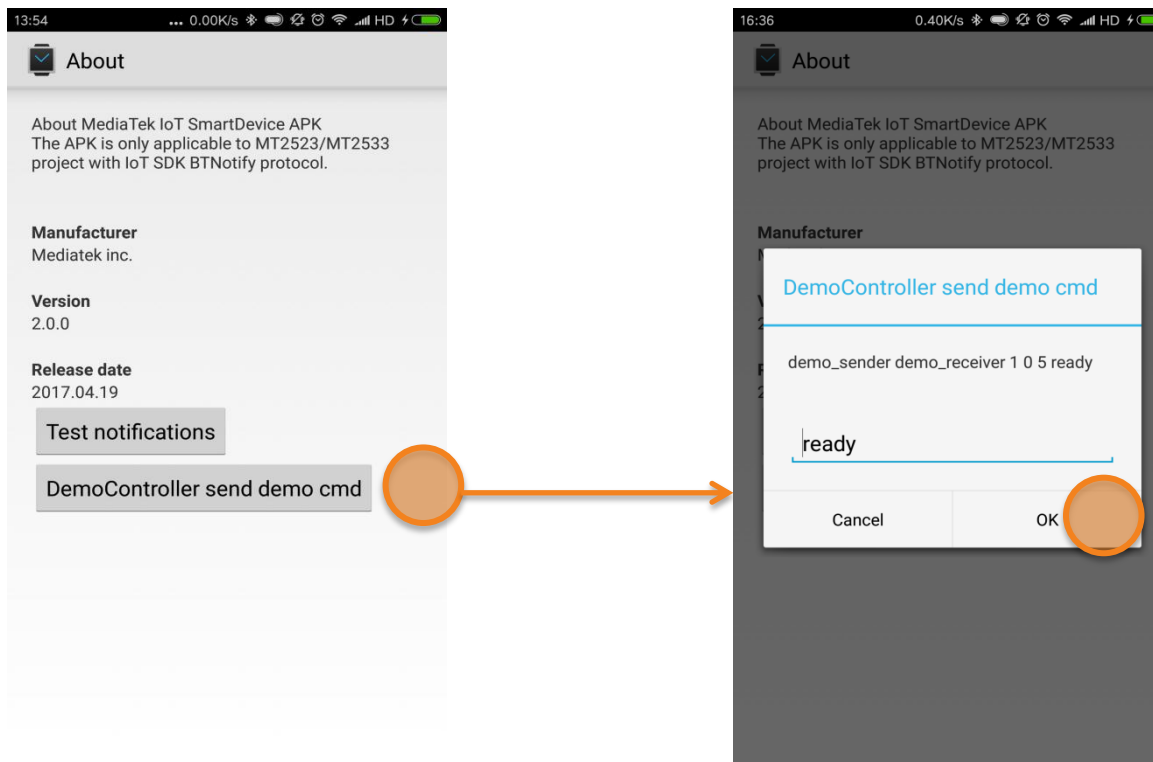 13:54
... 0.00K/s HD
About
About MediaTek IoT SmartDevice APK
The APK is only applicable to MT2523/MT2533
project with IoT SDK BTNotify protocol.
Manufacturer
Mediatek inc.
Version
2.0.0
Release date
2017.04.19
Test notifications
DemoController send demo cmd
16:36
0.40K/s HD
About
About MediaTek IoT SmartDevice APK
The APK is only applicable to MT2523/MT2533
project with IoT SDK BTNotify protocol.
Manufacturer
DemoController send demo cmd
demo_sender demo_receiver 1 0 5 ready
ready
Cancel
OK